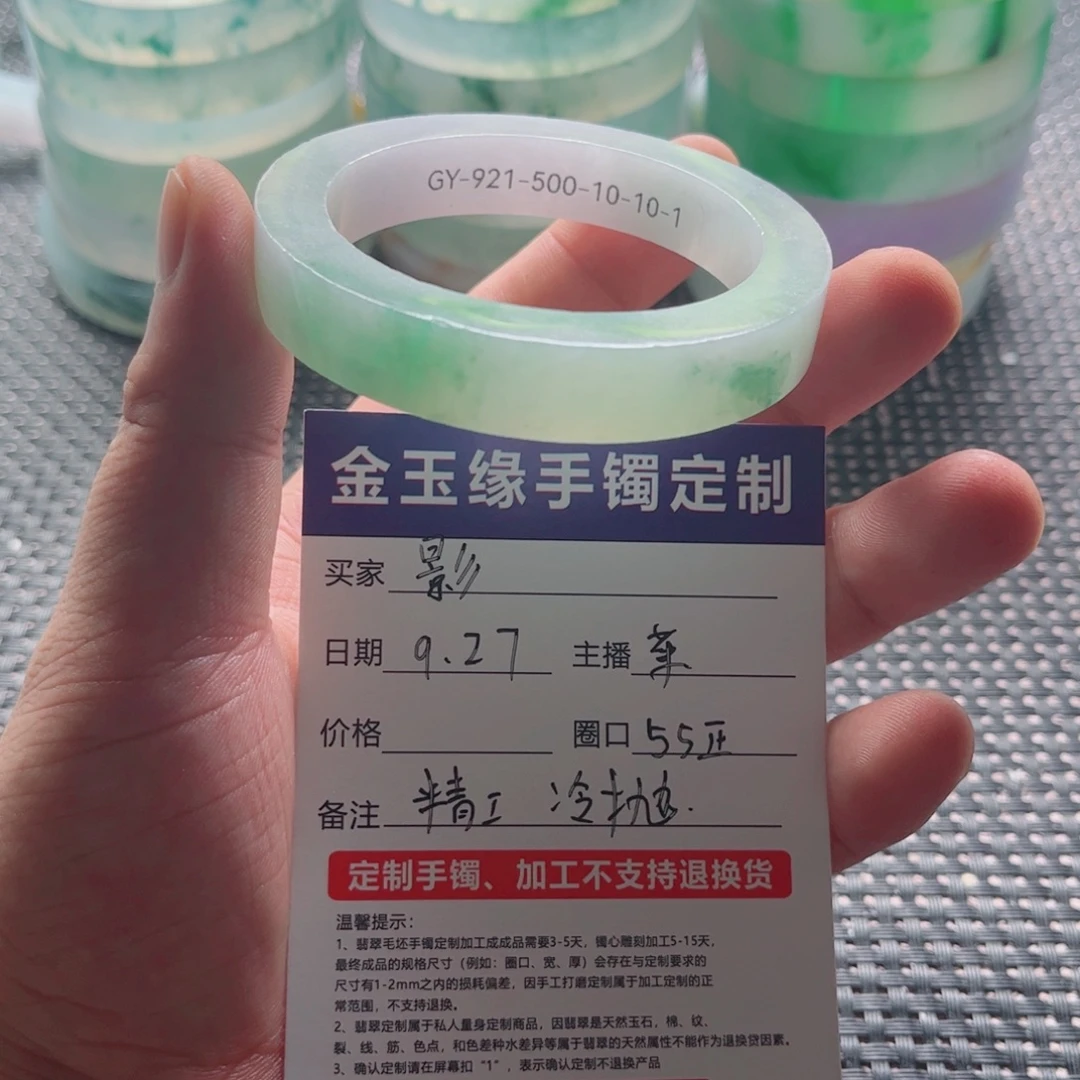 GY-921-500-10-10-1
金玉缘手镯定制
买家 影
日期 9.27 主播 菜
价格 圈口 55正
备注 精工 冷抛.
定制手镯、加工不支持退换货
温馨提示：
1、翡翠毛坯手镯定制加工成成品需要3-5天，镯心雕刻加工5-15天，
最终成品的规格尺寸（例如：圈口、宽、厚）会存在与定制要求的
尺寸有1-2mm之内的损耗偏差，因手工打磨定制属于加工定制的正
常范围，不支持退换。
2、翡翠定制属于私人量身定制商品，因翡翠是天然玉石，棉、纹、
裂、线、筋、色点，和色差种水差异等属于翡翠的天然属性不能作为退换贷因素。
3、确认定制请在屏幕扣“1”，表示确认定制不退换产品